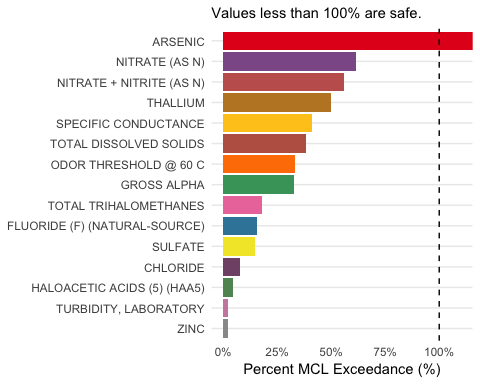 Values less than 100% are safe.
ARSENIC
NITRATE (AS N)
NITRATE + NITRITE (AS N)
THALLIUM
SPECIFIC CONDUCTANCE
TOTAL DISSOLVED SOLIDS
ODOR THRESHOLD @ 60 C
GROSS ALPHA
TOTAL TRIHALOMETHANES
FLUORIDE (F) (NATURAL-SOURCE)
SULFATE
CHLORIDE
HALOACETIC ACIDS (5) (HAA5)
TURBIDITY, LABORATORY
ZINC
0% 25% 50% 75% 100%
Percent MCL Exceedance (%)